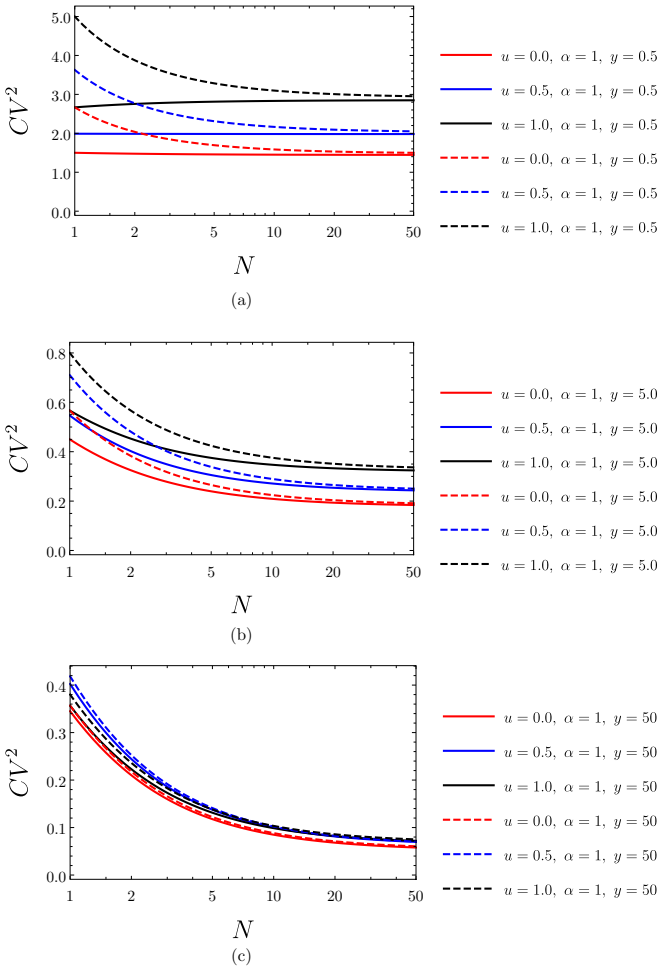 5.0
4.0
3.0
2.0
1.0
0.0
CV²
1 2 5 10 20 50
N
u = 0.0, α = 1, y = 0.5
u = 0.5, α = 1, y = 0.5
u = 1.0, α = 1, y = 0.5
u = 0.0, α = 1, y = 0.5
u = 0.5, α = 1, y = 0.5
u = 1.0, α = 1, y = 0.5
(a)
0.8
0.6
0.4
0.2
0.0
CV²
1 2 5 10 20 50
N
u = 0.0, α = 1, y = 5.0
u = 0.5, α = 1, y = 5.0
u = 1.0, α = 1, y = 5.0
u = 0.0, α = 1, y = 5.0
u = 0.5, α = 1, y = 5.0
u = 1.0, α = 1, y = 5.0
(b)
0.4
0.3
0.2
0.1
0.0
CV²
1 2 5 10 20 50
N
u = 0.0, α = 1, y = 50
u = 0.5, α = 1, y = 50
u = 1.0, α = 1, y = 50
u = 0.0, α = 1, y = 50
u = 0.5, α = 1, y = 50
u = 1.0, α = 1, y = 50
(c)